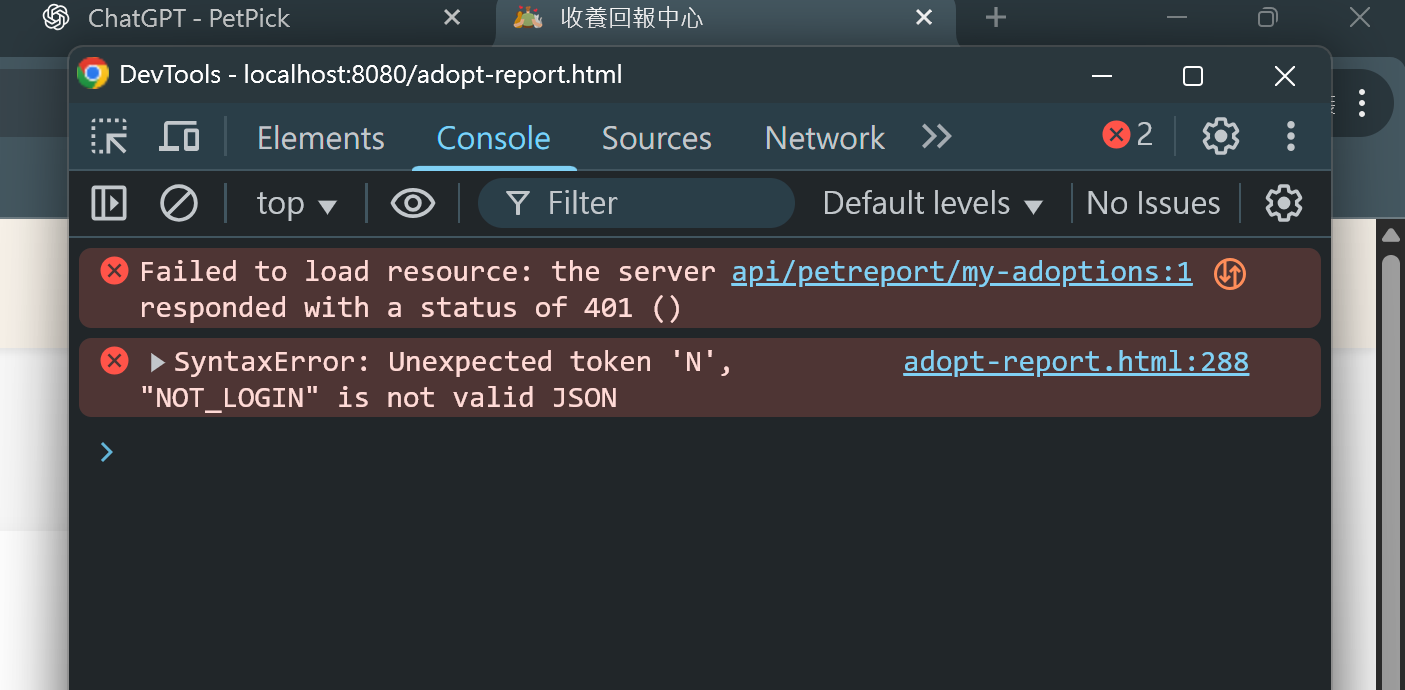 ChatGPT - PetPick
收養回報中心
DevTools - localhost:8080/adopt-report.html
Elements Console Sources Network 2
top Filter Default levels No Issues
Failed to load resource: the server api/petreport/my-adoptions:1
responded with a status of 401 ()
SyntaxError: Unexpected token 'N', adopt-report.html:288
"NOT_LOGIN" is not valid JSON